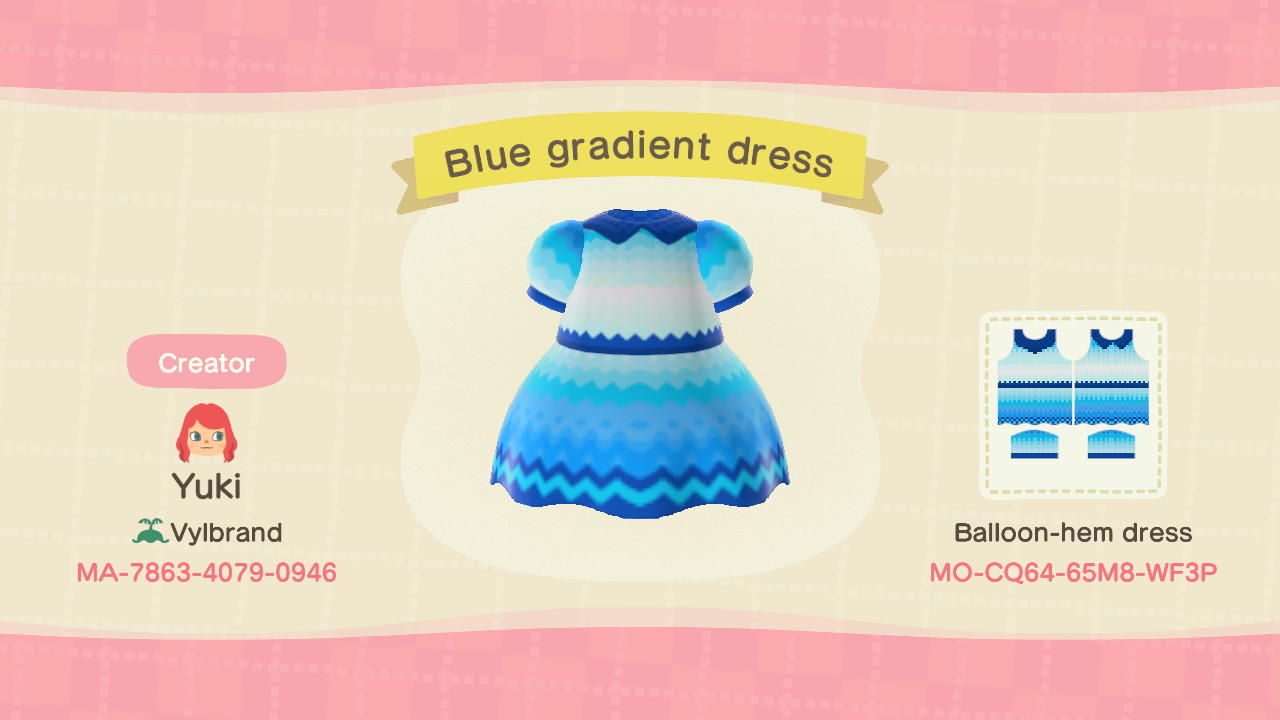 Blue gradient dress
Creator
Yuki
Vylbrand
MA-7863-4079-0946
Balloon-hem dress
MO-CQ64-65M8-WF3P